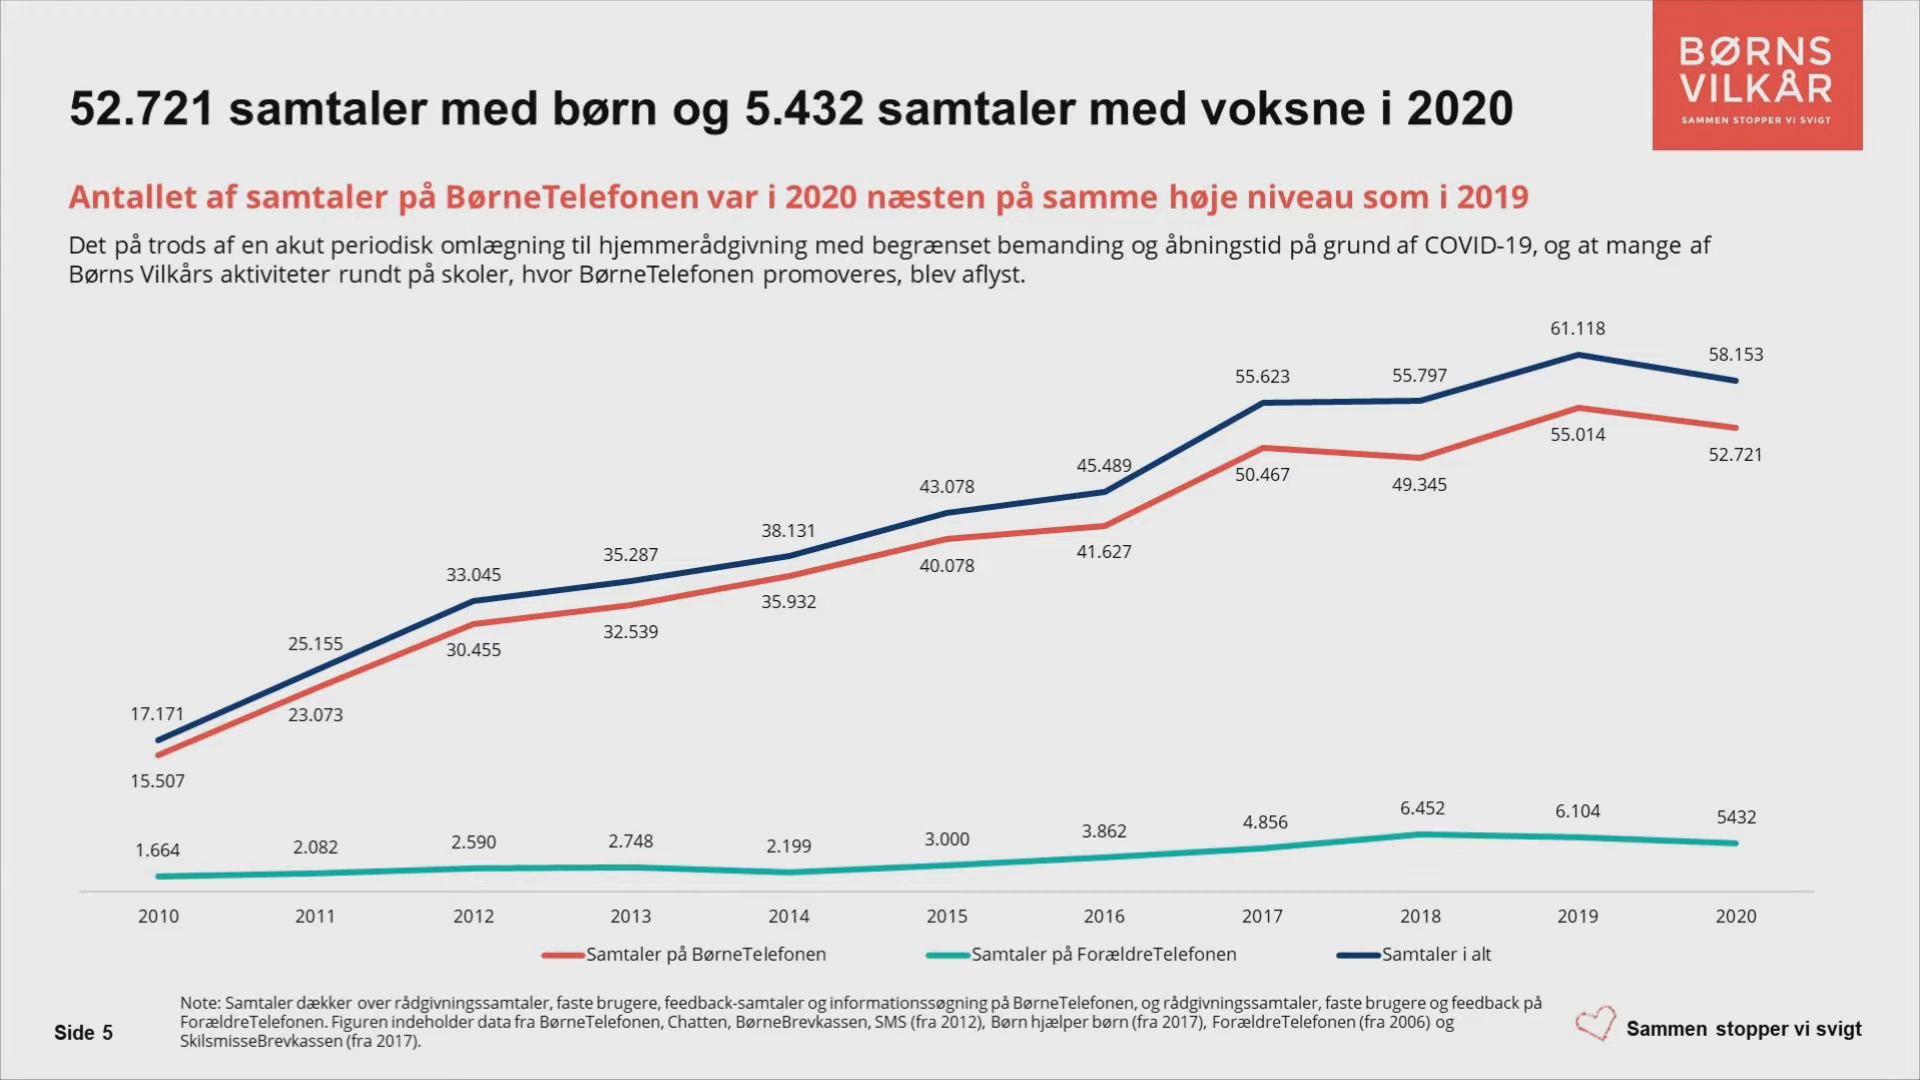 BØRNS
VILKÅR
SAMMEN STOPPER VI SVIGT
52.721 samtaler med børn og 5.432 samtaler med voksne i 2020
Antallet af samtaler på BørneTelefonen var i 2020 næsten på samme høje niveau som i 2019
Det på trods af en akut periodisk omlægning til hjemmerådgivning med begrænset bemanding og åbningstid på grund af COVID-19, og at mange af
Børns Vilkårs aktiviteter rundt på skoler, hvor BørneTelefonen promoveres, blev aflyst.
17.171 25.155 33.045 35.287 38.131 43.078 45.489 55.623 55.797 61.118 58.153
15.507 23.073 30.455 32.539 35.932 40.078 41.627 50.467 49.345 55.014 52.721
1.664 2.082 2.590 2.748 2.199 3.000 3.862 4.856 6.452 6.104 5432
2010 2011 2012 2013 2014 2015 2016 2017 2018 2019 2020
Samtaler på BørneTelefonen Samtaler på ForældreTelefonen Samtaler i alt
Note: Samtaler dækker over rådgivningssamtaler, faste brugere, feedback-samtaler og informationssøgning på BørneTelefonen, og rådgivningssamtaler, faste brugere og feedback på
ForældreTelefonen. Figuren indeholder data fra BørneTelefonen, Chatten, BørneBrevkassen, SMS (fra 2012), Børn hjælper børn (fra 2017), ForældreTelefonen (fra 2006) og
SkilsmisseBrevkassen (fra 2017).
Side 5
Sammen stopper vi svigt